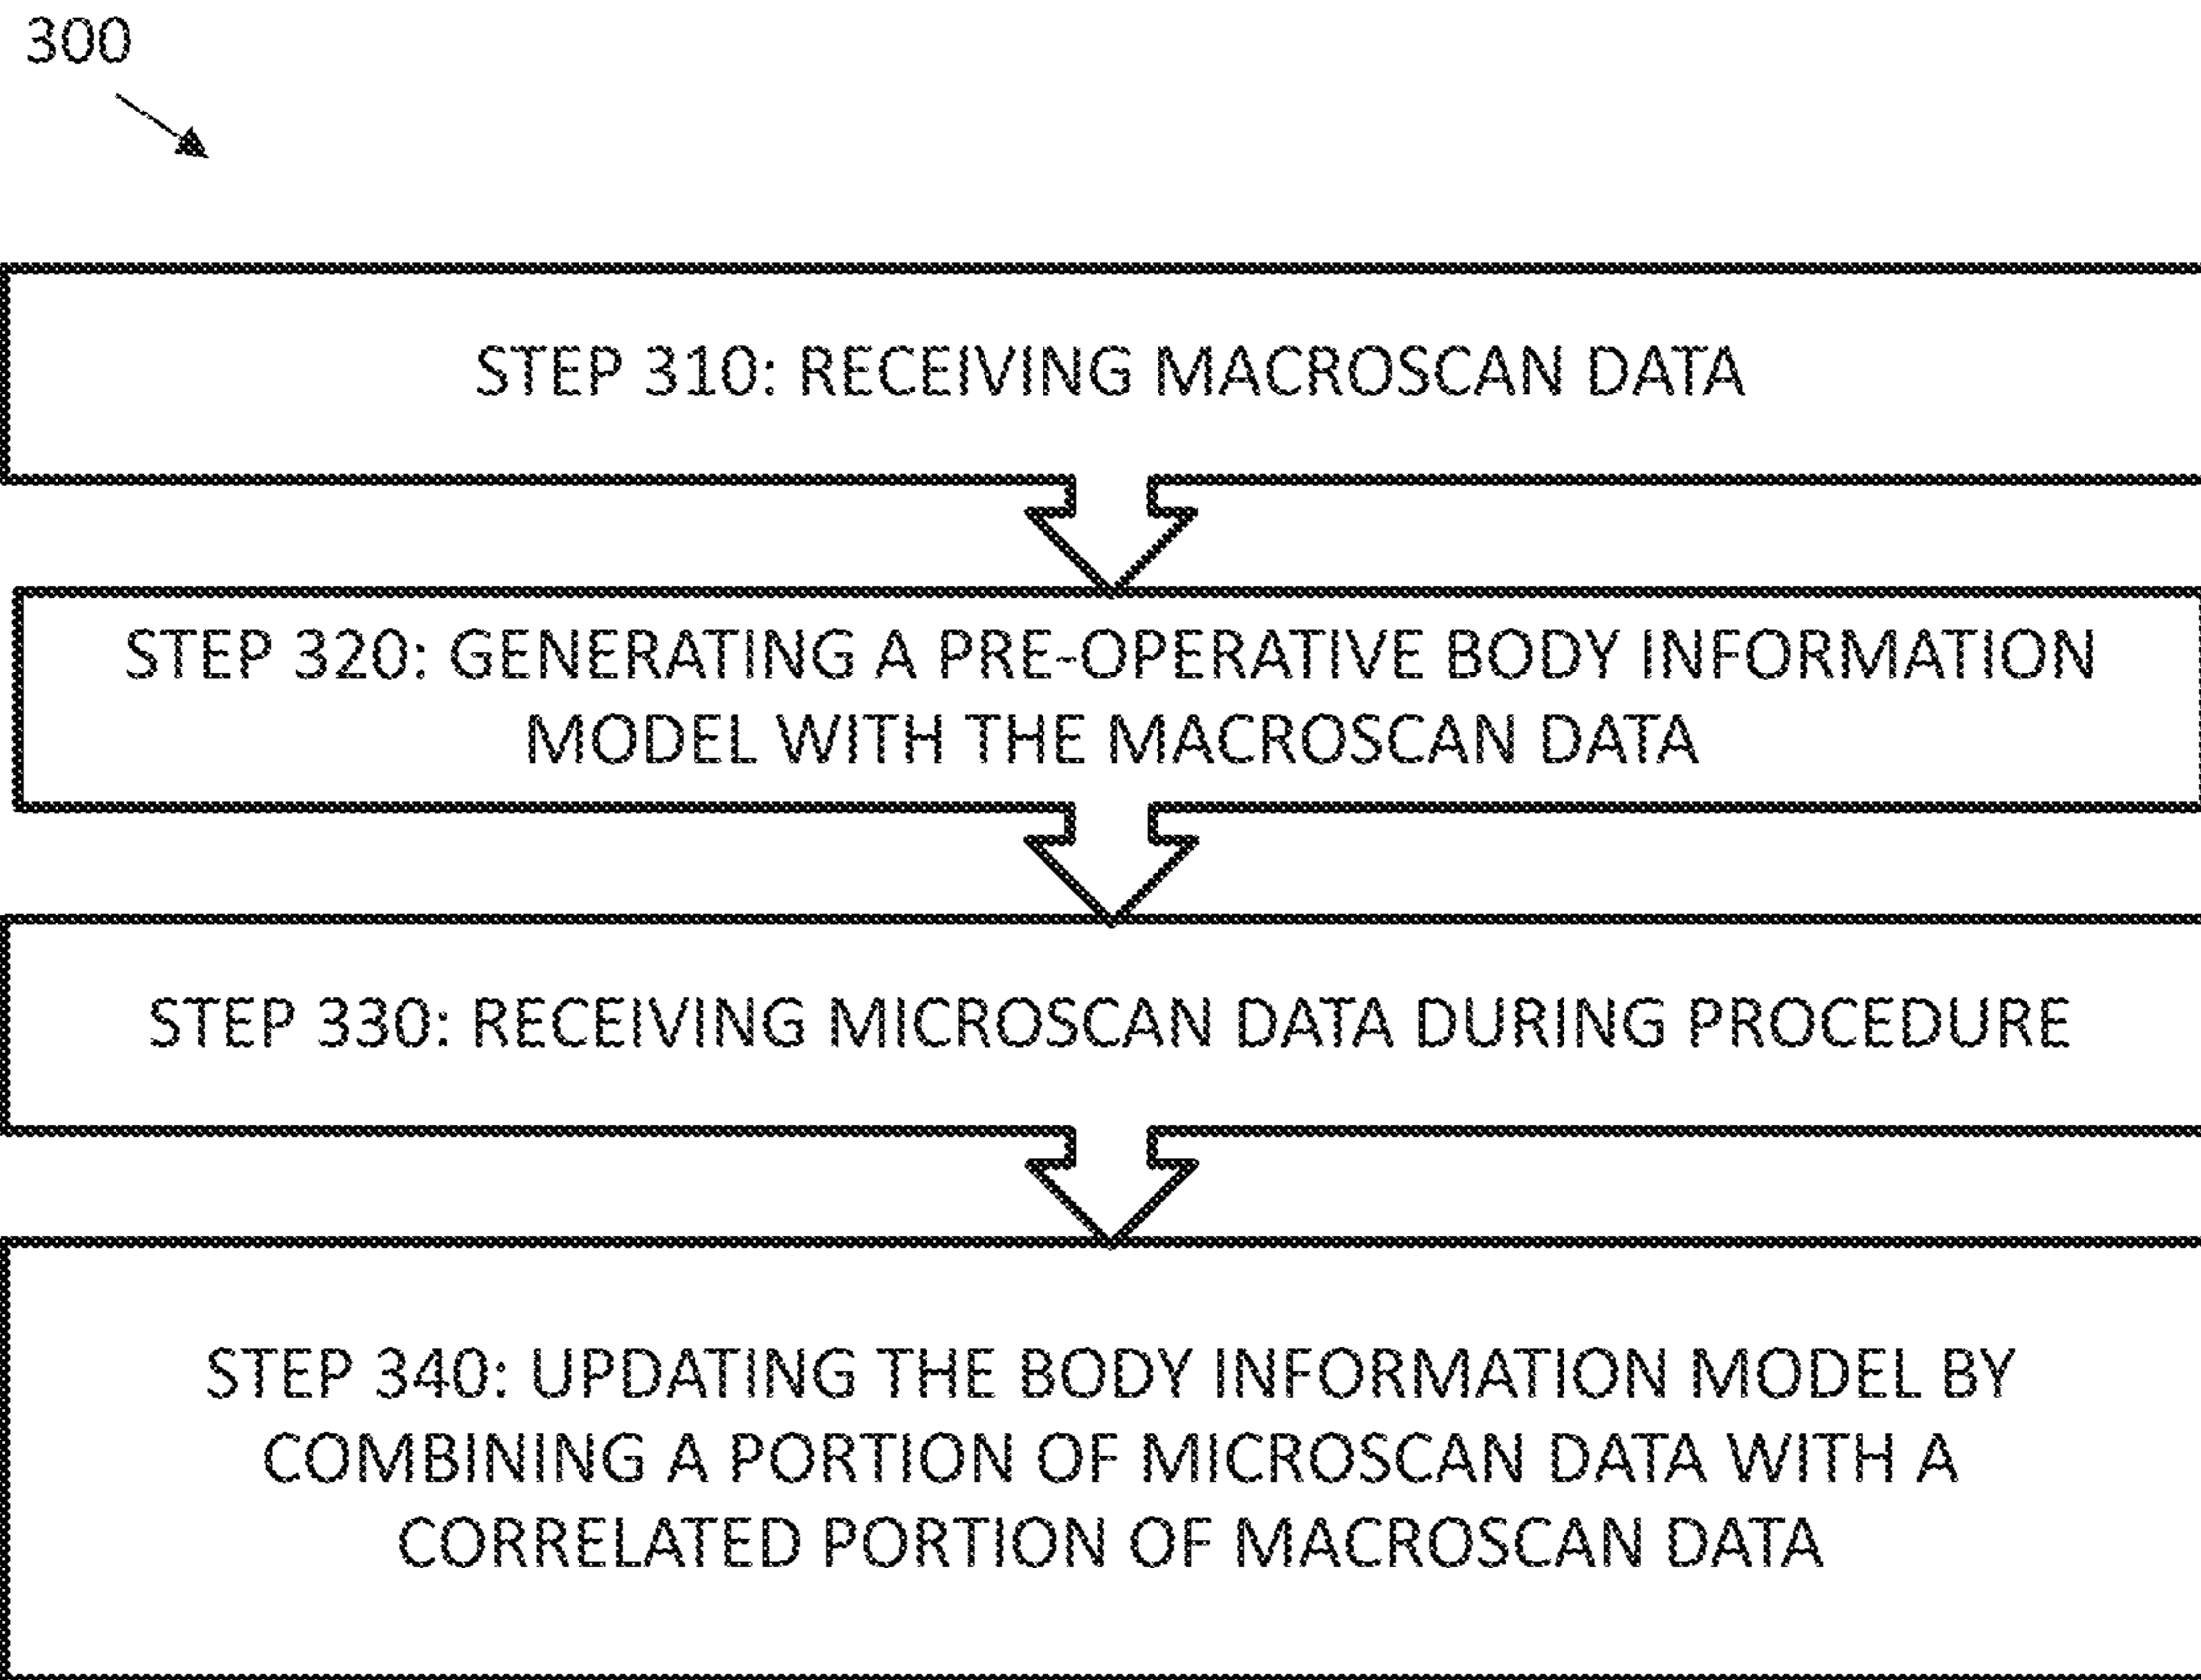 300
STEP 310: RECEIVING MACROSCAN DATA
STEP 320: GENERATING A PRE-OPERATIVE BODY INFORMATION
MODEL WITH THE MACROSCAN DATA
STEP 330: RECEIVING MICROSCAN DATA DURING PROCEDURE
STEP 340: UPDATING THE BODY INFORMATION MODEL BY
COMBINING A PORTION OF MICROSCAN DATA WITH A
CORRELATED PORTION OF MACROSCAN DATA